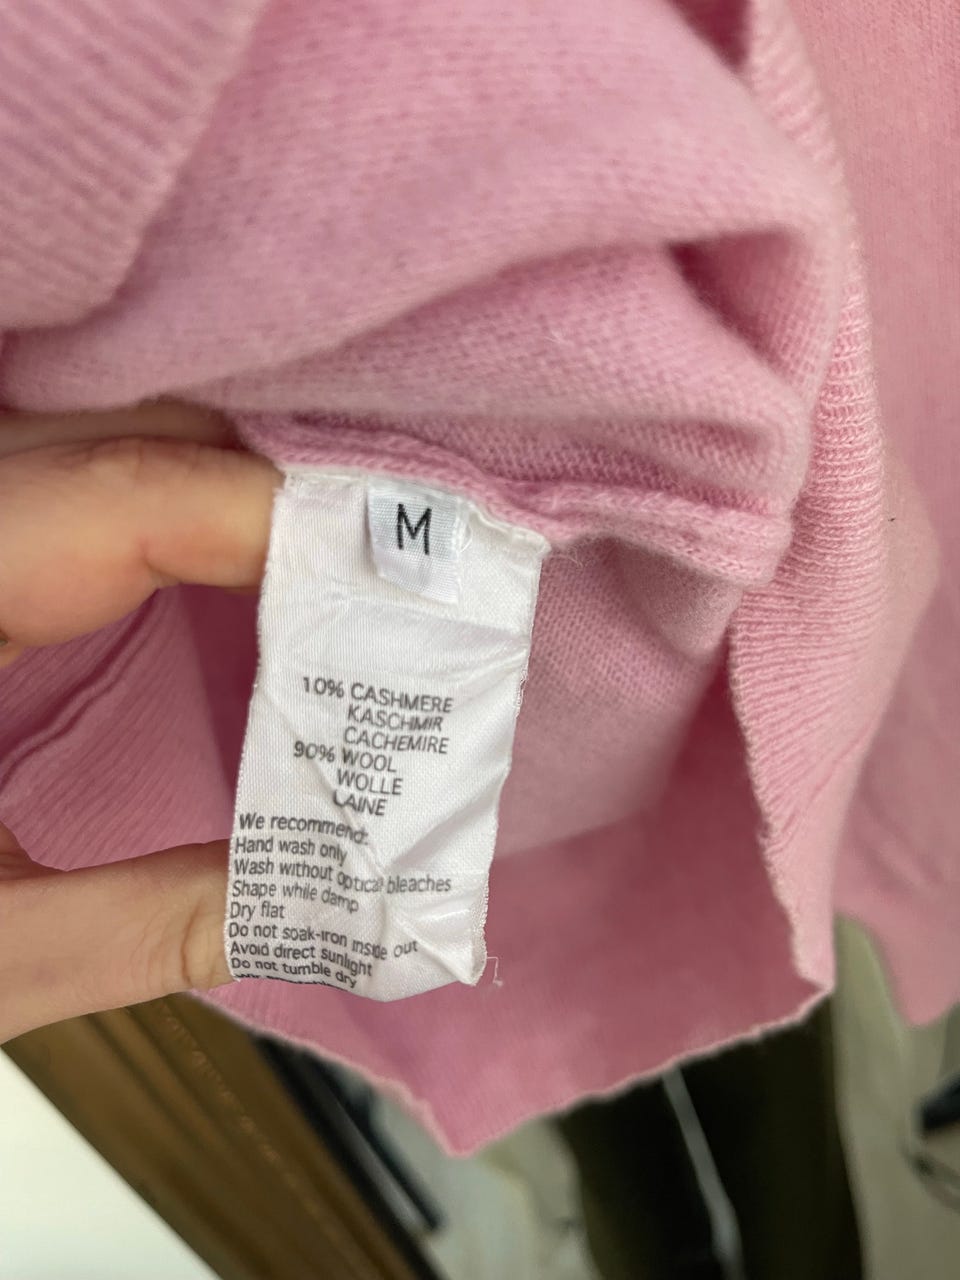 M
10% CASHMERE
KASCHMIR
CACHEMIRE
90% WOOL
WOLLE
LAINE
We recommend:
Hand wash only
Wash without optical bleaches
Shape while damp
Dry flat
Do not soak-iron inside out
Avoid direct sunlight
Do not tumble dry